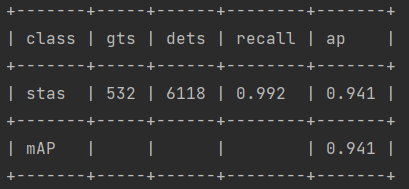 +-------+-----+------+--------+-------+
| class | gts | dets | recall | ap    |
+-------+-----+------+--------+-------+
| stas  | 532 | 6118 | 0.992  | 0.941 |
+-------+-----+------+--------+-------+
| mAP   |     |      |        | 0.941 |
+-------+-----+------+--------+-------+